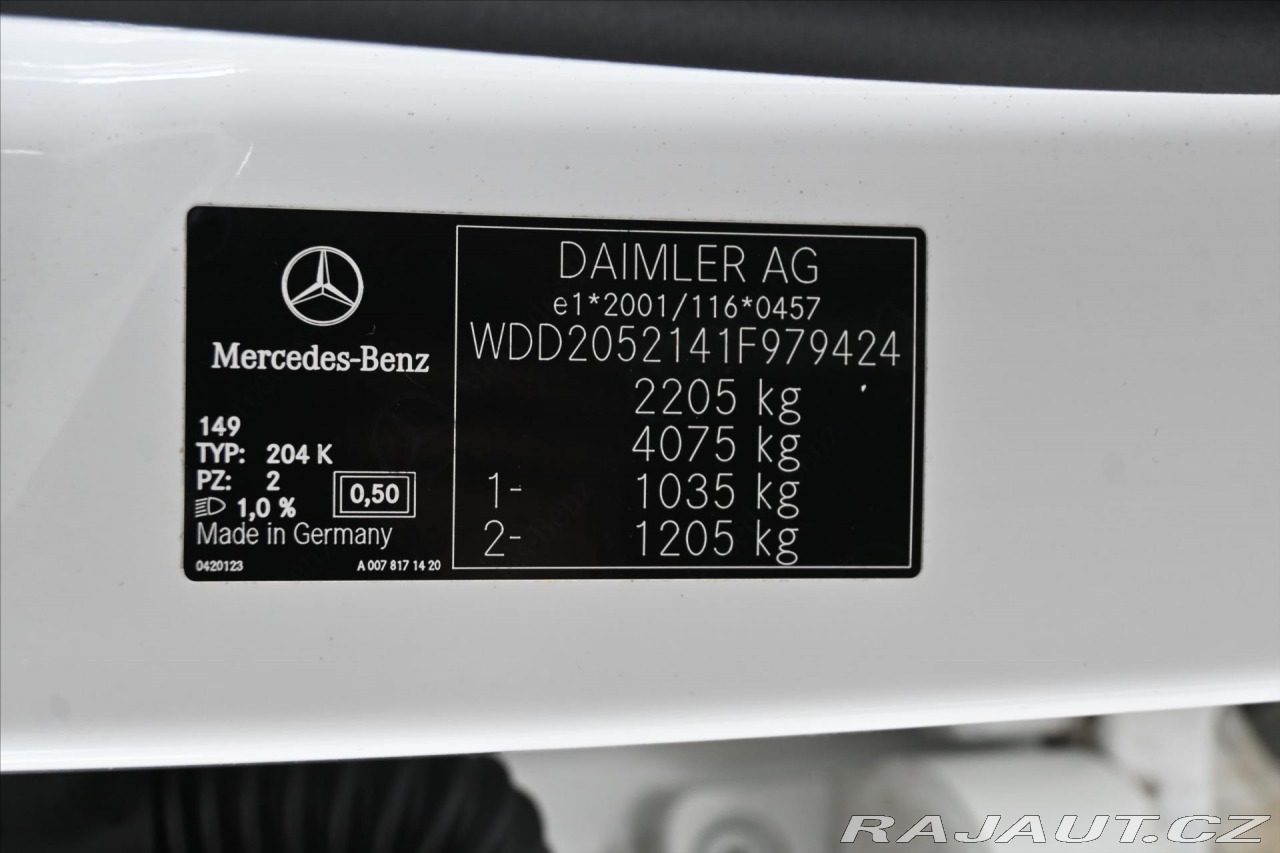 Mercedes-Benz
149
TYP: 204 K
PZ: 2
1,0 %
0,50
Made in Germany
0420123
A 007 817 14 20
DAIMLER AG
e1*2001/116*0457
WDD2052141F979424
2205 kg
4075 kg
1- 1035 kg
2- 1205 kg
RAJAUT.CZ